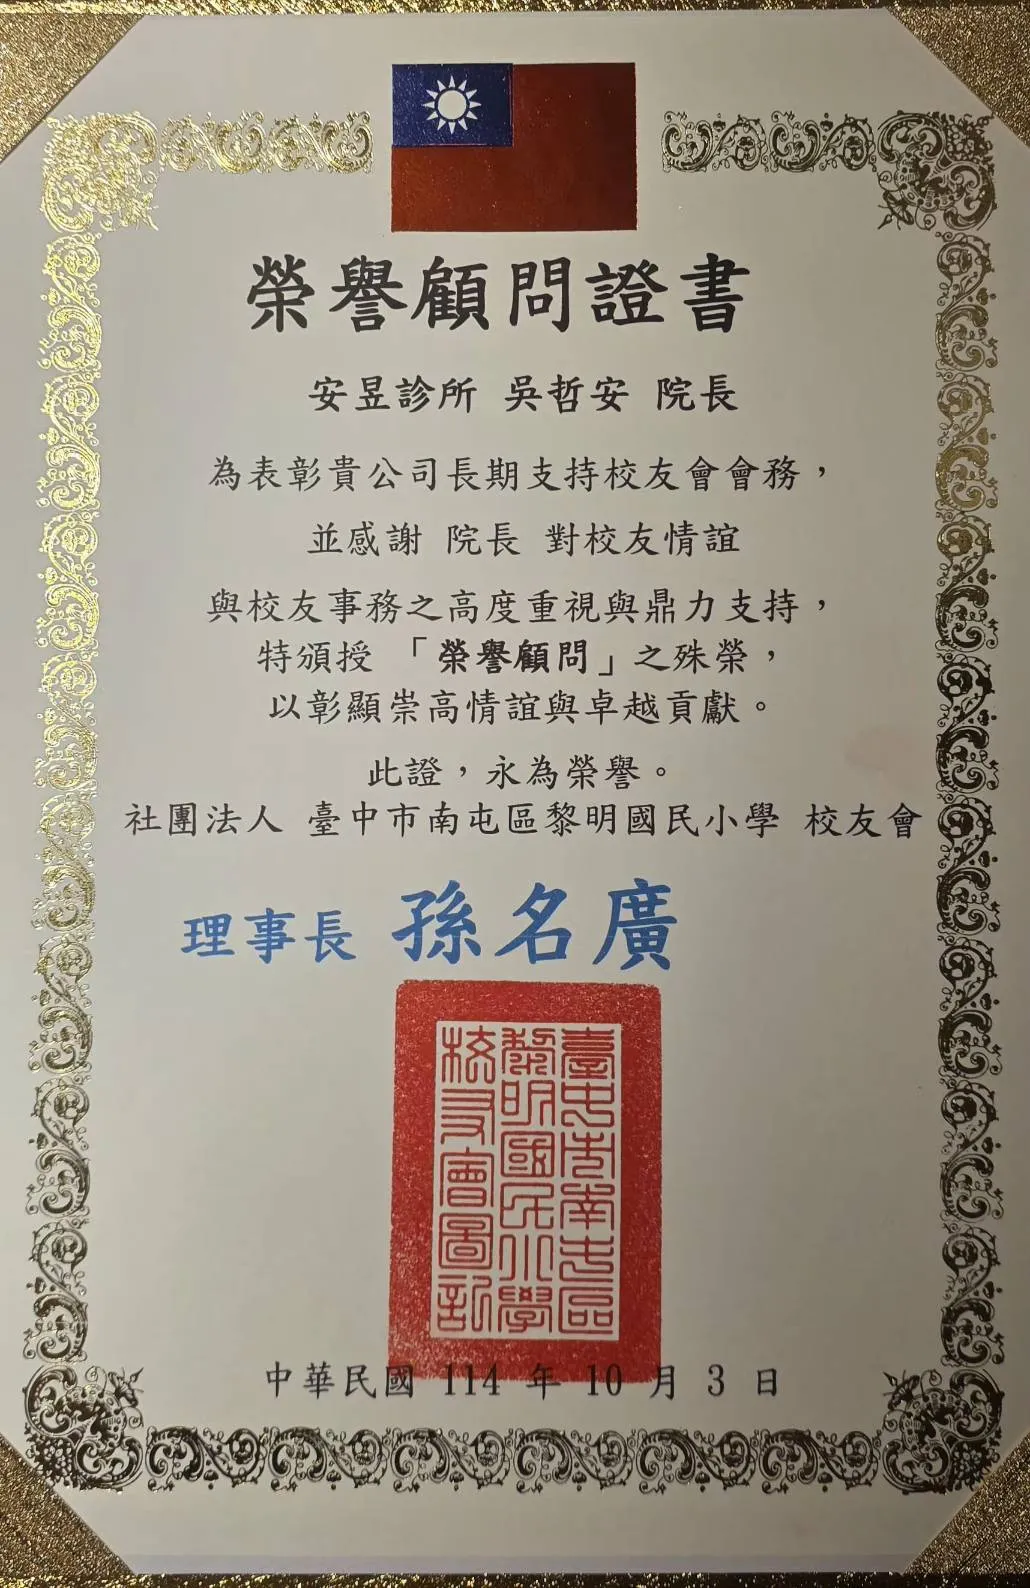 榮譽顧問證書
安昱診所 吳哲安 院長
為表彰貴公司長期支持校友會會務，
並感謝 院長 對校友情誼
與校友事務之高度重視與鼎力支持，
特頒授 「榮譽顧問」之殊榮，
以彰顯崇高情誼與卓越貢獻。
此證，永為榮譽。
社團法人 臺中市南屯區黎明國民小學 校友會
理事長 孫名廣
臺中市南屯區
黎明國民小學
校友會圖記
中華民國 114 年 10 月 3 日